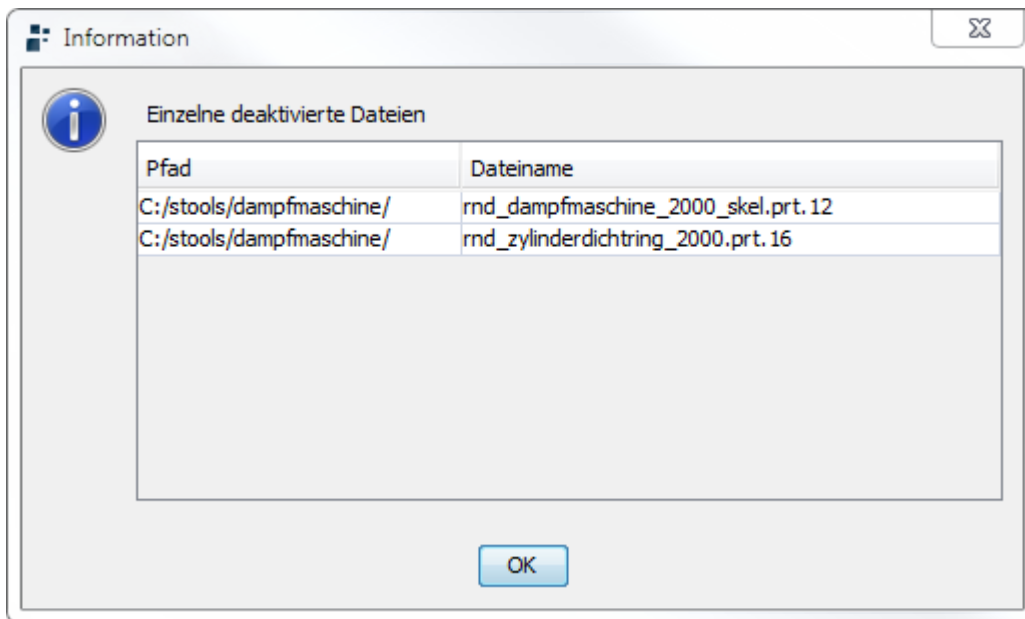 Information
Einzelne deaktivierte Dateien
Pfad Dateiname
C:/stools/dampfmaschine/ rnd_dampfmaschine_2000_skel.prt.12
C:/stools/dampfmaschine/ rnd_zylinderdichtring_2000.prt.16
OK